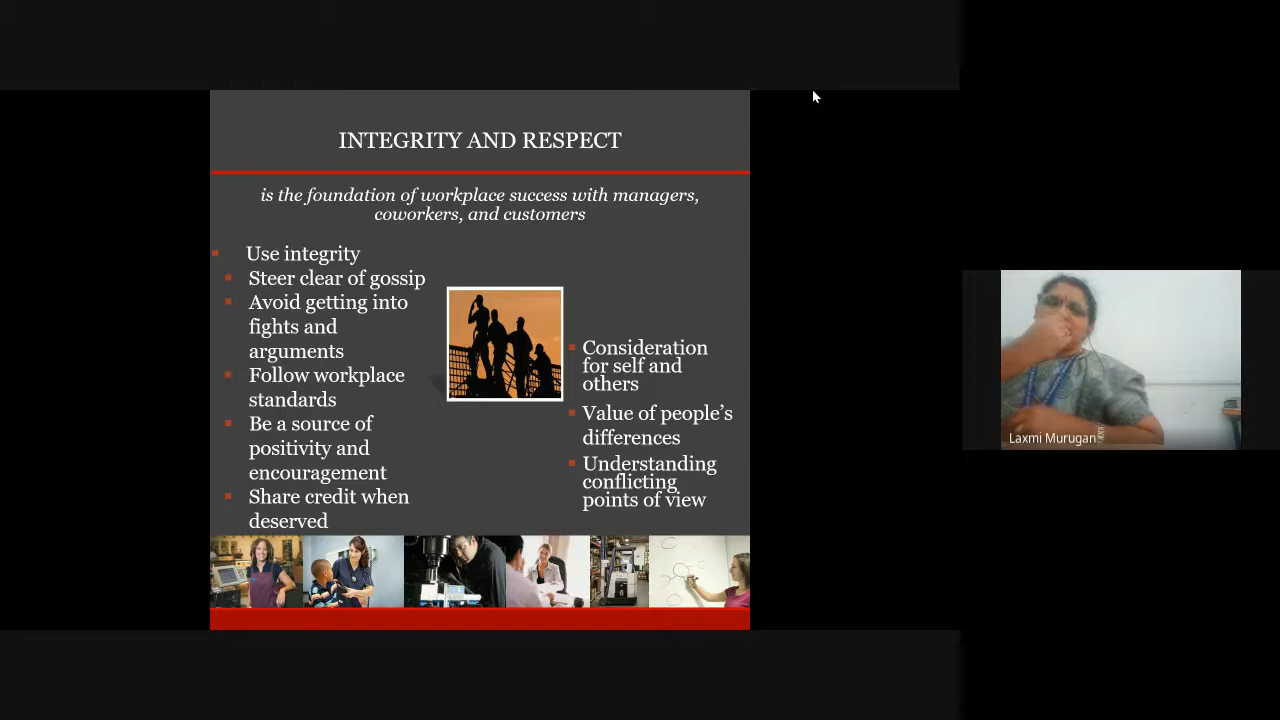 INTEGRITY AND RESPECT
is the foundation of workplace success with managers,
coworkers, and customers
Use integrity
Steer clear of gossip
Avoid getting into
fights and
arguments
Follow workplace
standards
Be a source of
positivity and
encouragement
Share credit when
deserved
Consideration
for self and
others
Value of people’s
differences
Understanding
conflicting
points of view
Laxmi Murugan